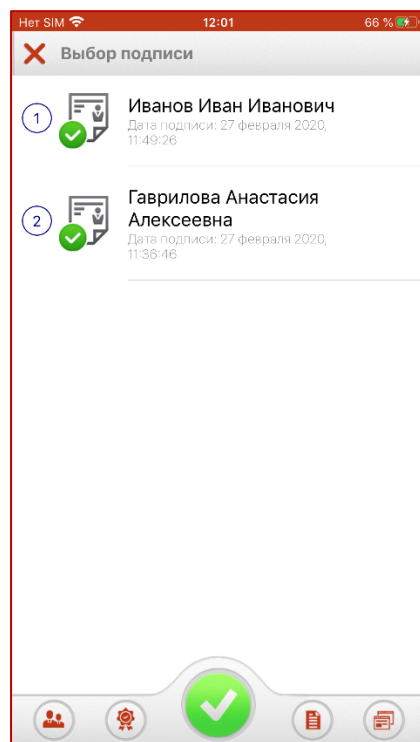 Нет SIM 12:01 66 %
Выбор подписи
1
Иванов Иван Иванович
Дата подписи: 27 февраля 2020,
11:49:26
2
Гаврилова Анастасия
Алексеевна
Дата подписи: 27 февраля 2020,
11:36:46